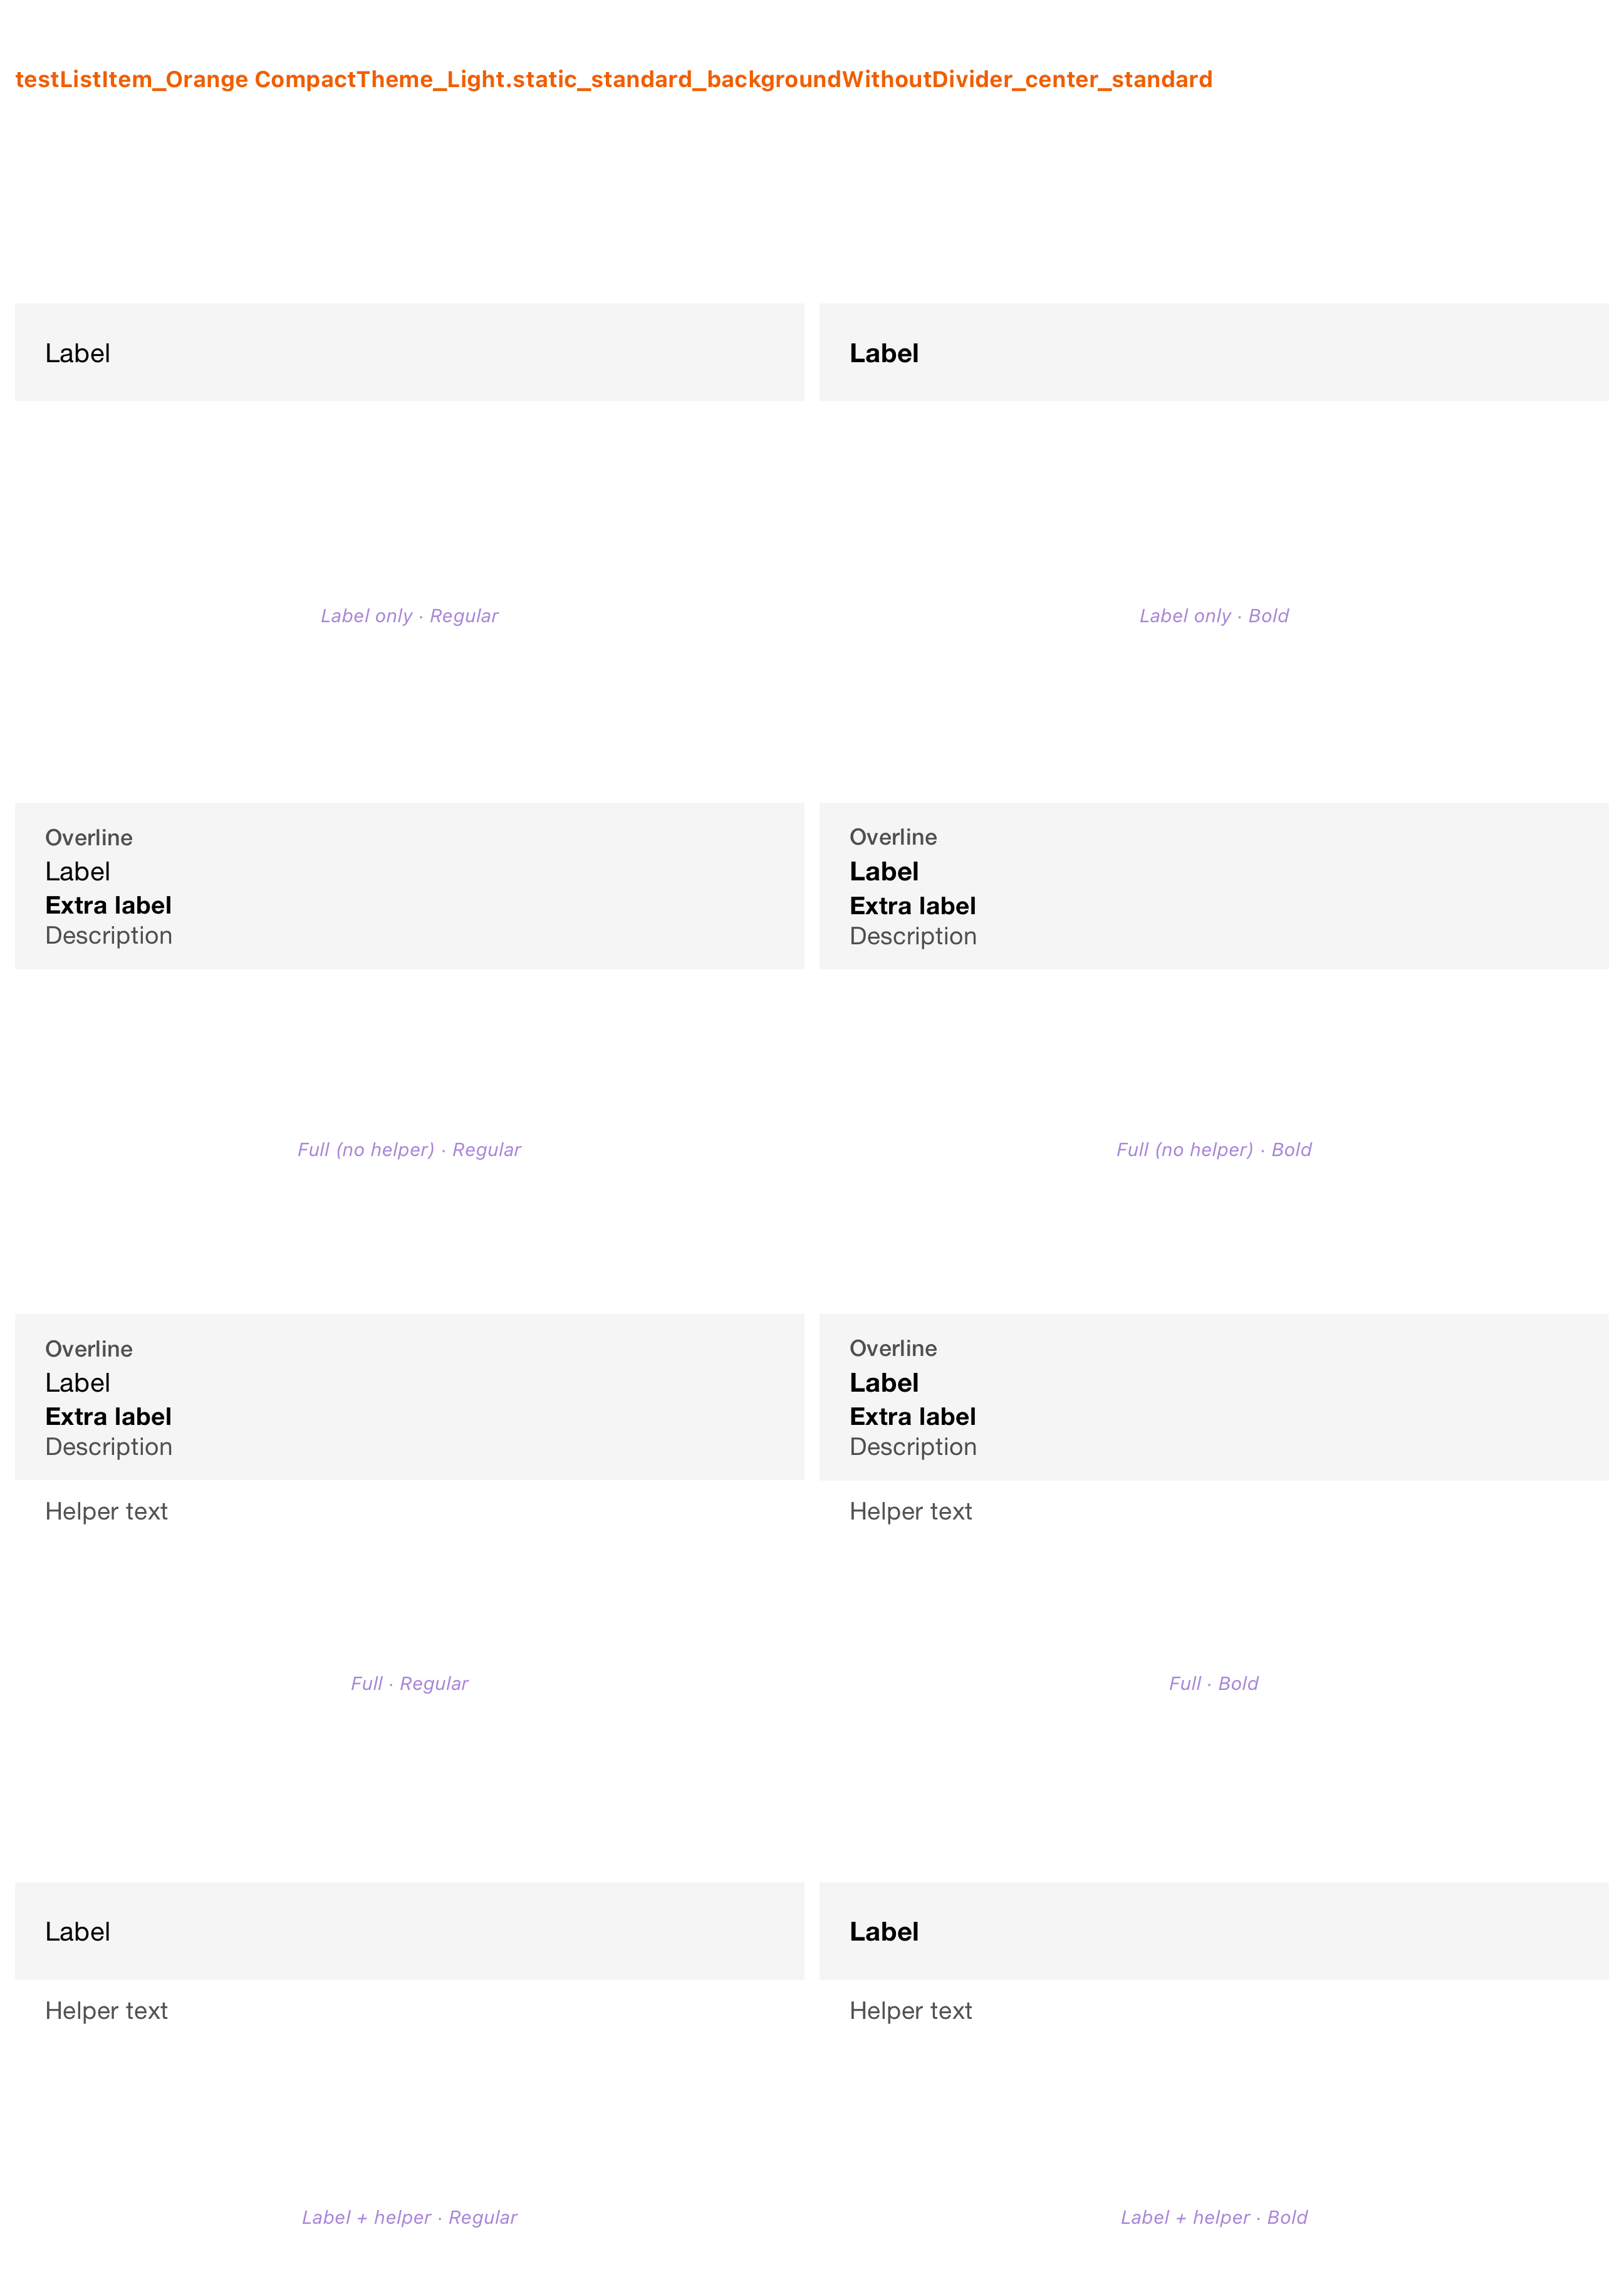 testListItem_Orange CompactTheme_Light.static_standard_backgroundWithoutDivider_center_standard
Label
Label
Label only · Regular
Label only · Bold
Overline
Label
Extra label
Description
Overline
Label
Extra label
Description
Full (no helper) · Regular
Full (no helper) · Bold
Overline
Label
Extra label
Description
Helper text
Overline
Label
Extra label
Description
Helper text
Full · Regular
Full · Bold
Label
Helper text
Label
Helper text
Label + helper · Regular
Label + helper · Bold